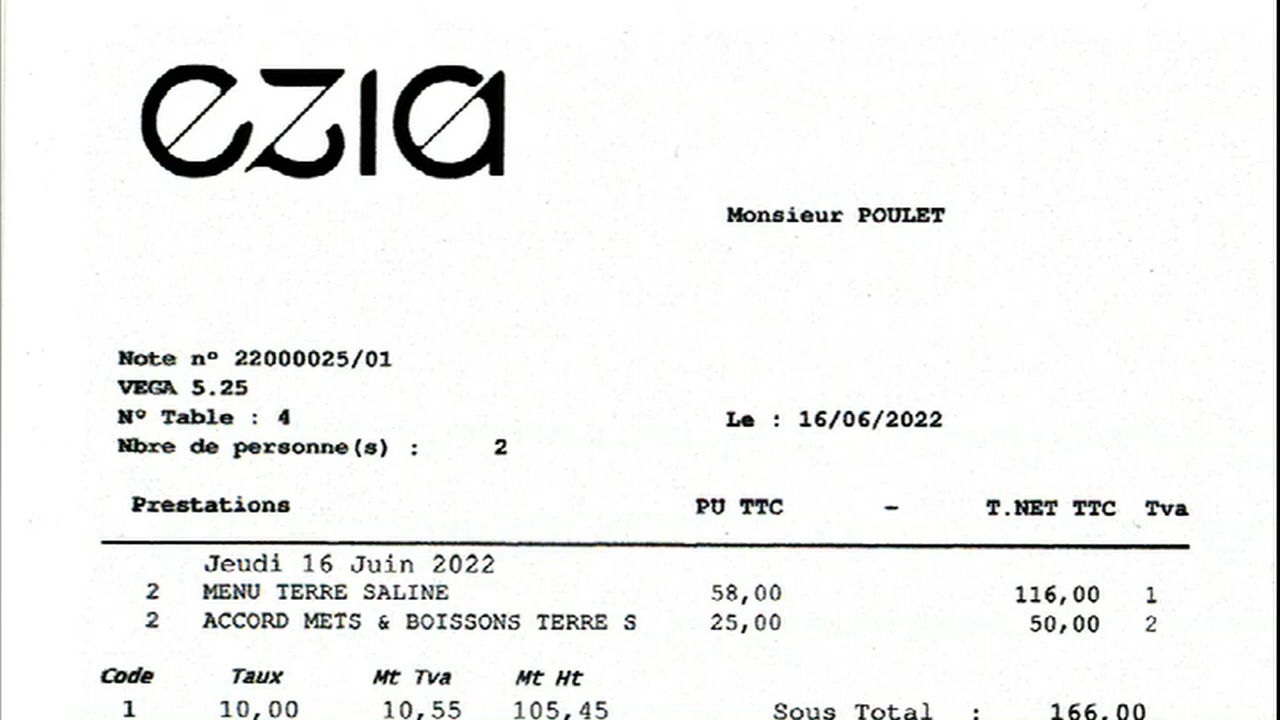 ezia
Monsieur POULET
Note nº 22000025/01
VEGA 5.25
Nº Table : 4
Le : 16/06/2022
Nbre de personne(s) : 2
Prestations PU TTC - T.NET TTC Tva
Jeudi 16 Juin 2022
2 MENU TERRE SALINE 58,00 116,00 1
2 ACCORD METS & BOISSONS TERRE S 25,00 50,00 2
Code Taux Mt Tva Mt Ht
1 10,00 10,55 105,45 Sous Total : 166,00